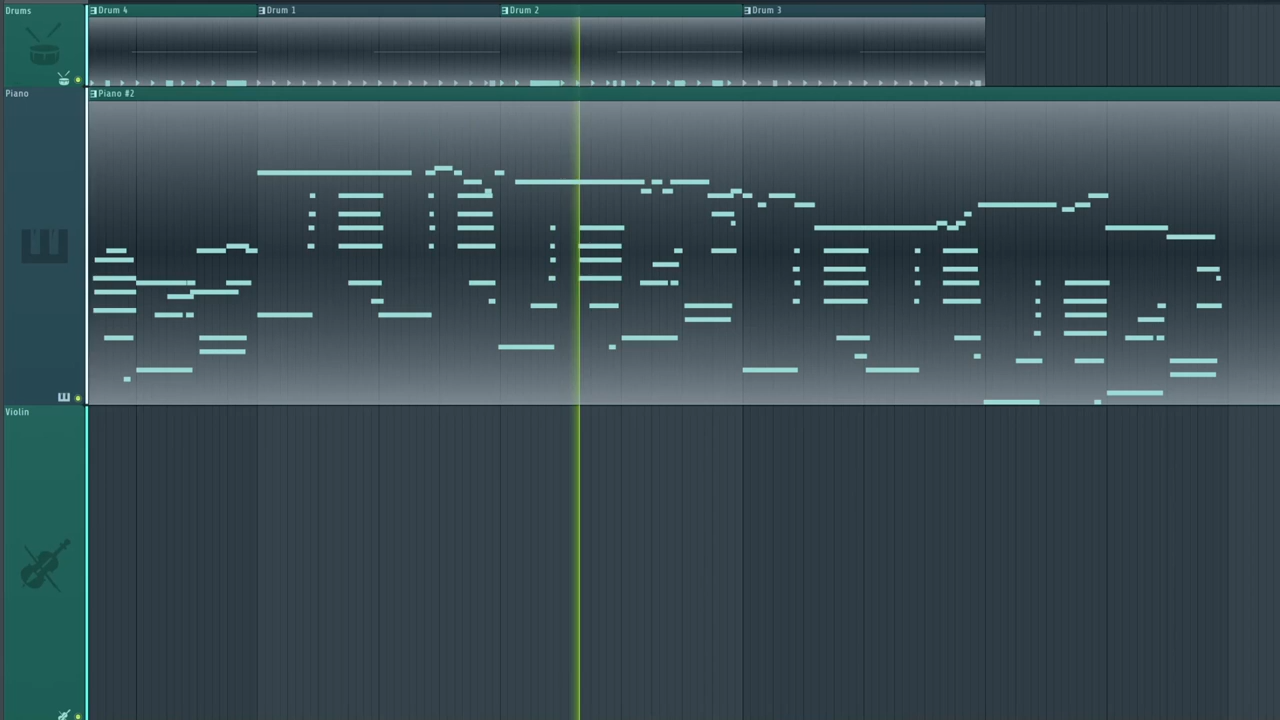 Drums
Drum 4
Drum 1
Drum 2
Drum 3
Piano
Piano #2
Violin